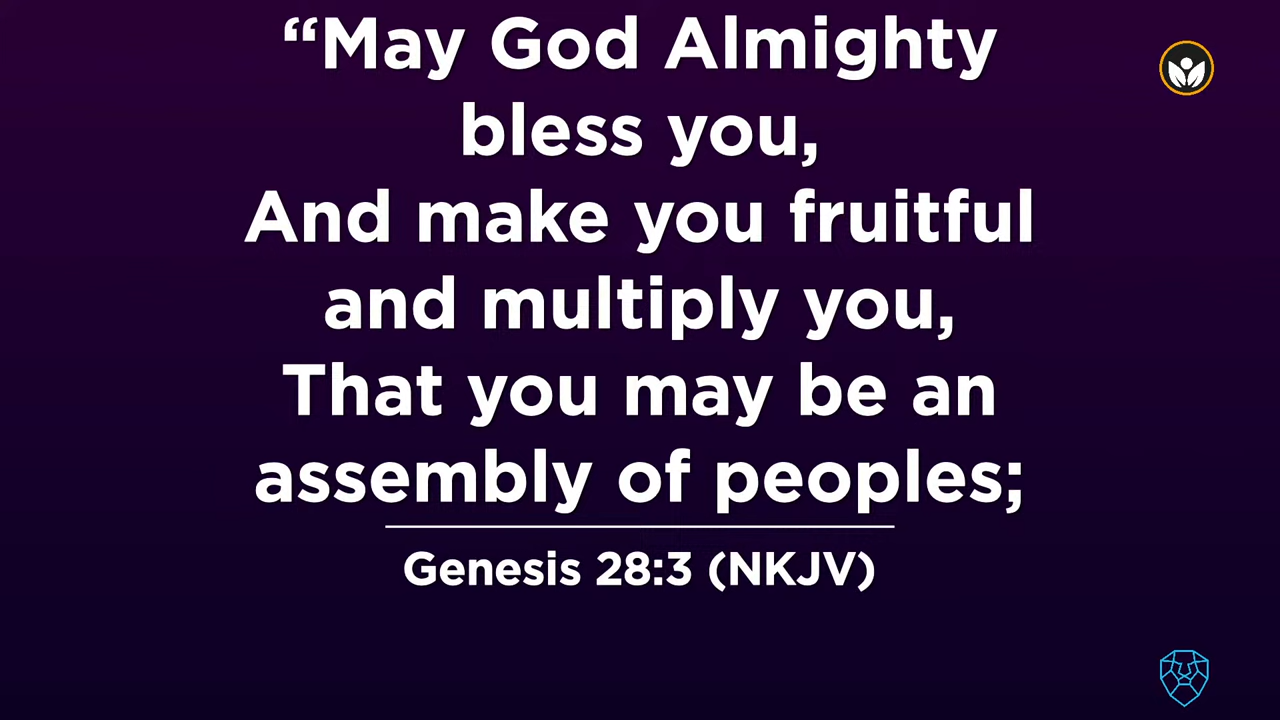 “May God Almighty
bless you,
And make you fruitful
and multiply you,
That you may be an
assembly of peoples;
Genesis 28:3 (NKJV)